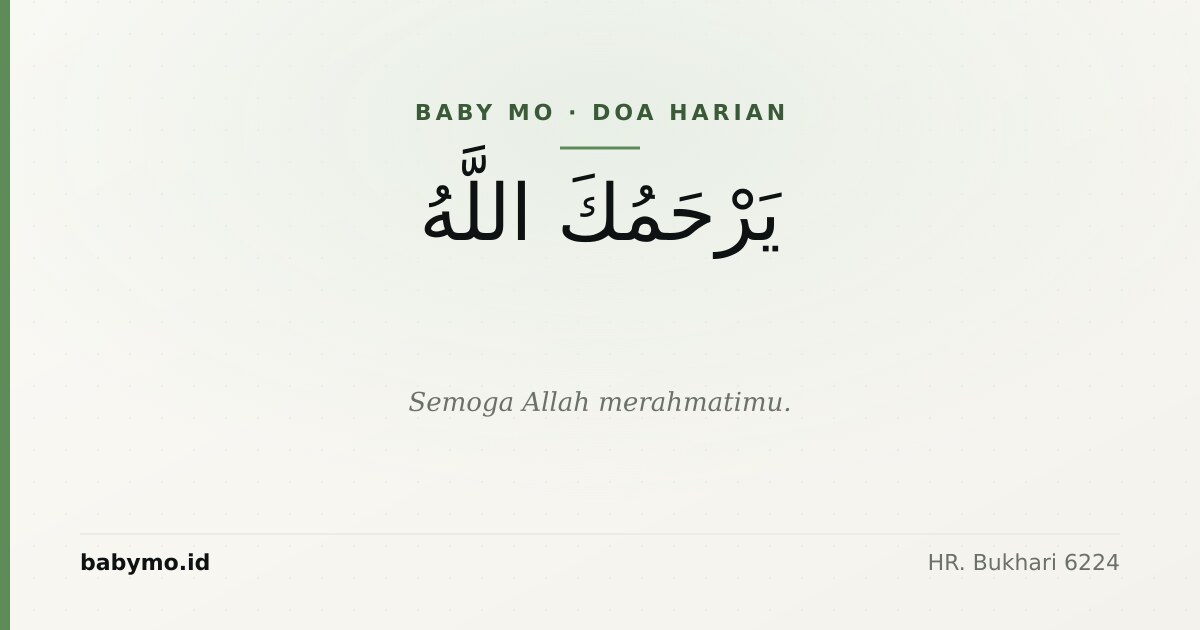 BABY MO · DOA HARIAN
يَرْحَمُكَ اللَّهُ
Semoga Allah merahmatimu.
babymo.id
HR. Bukhari 6224